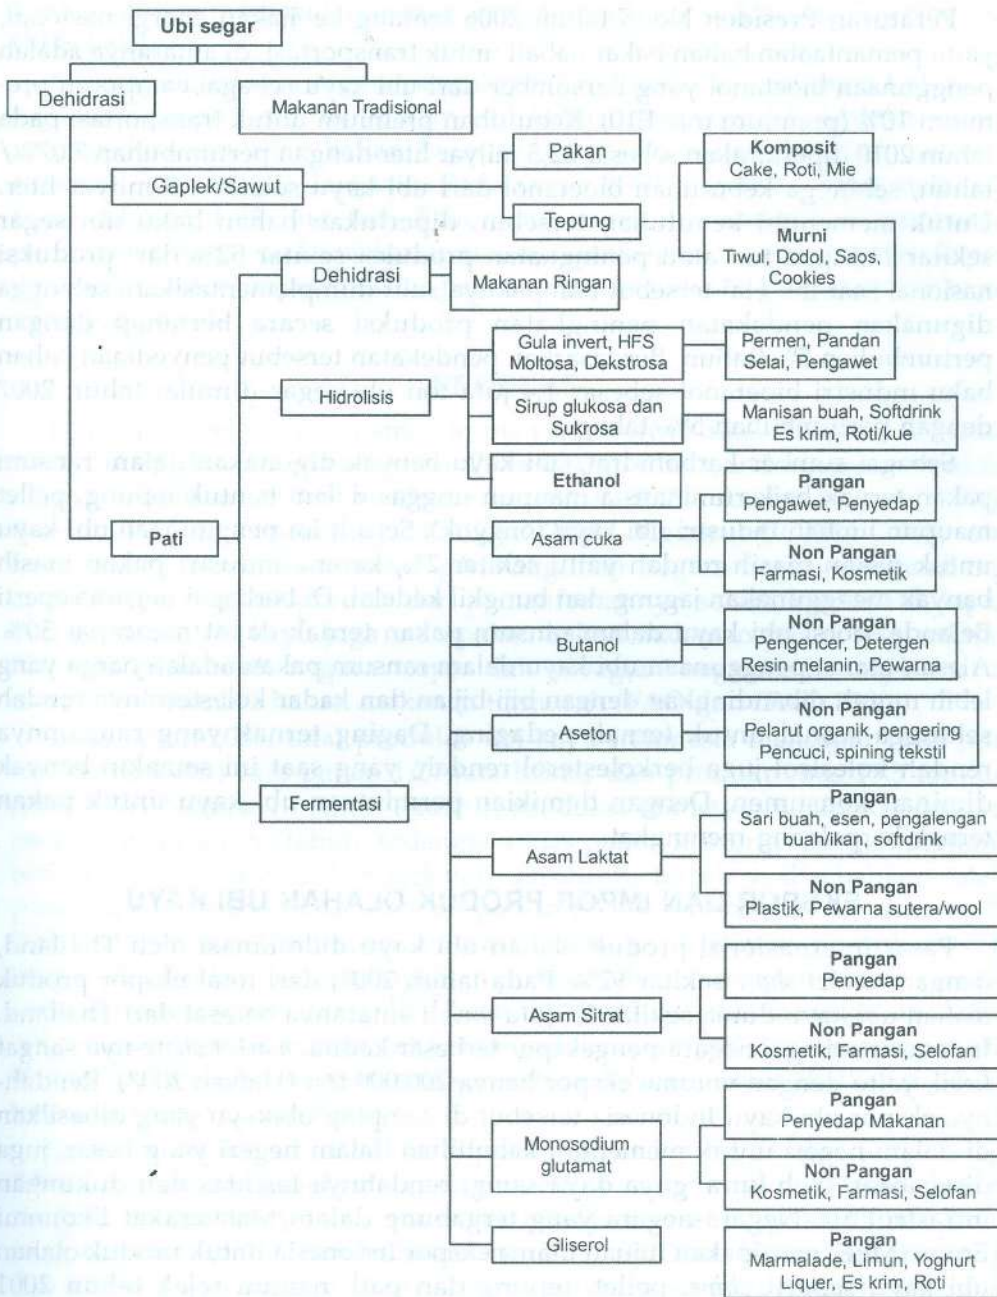 Ubi segar
Dehidrasi
Makanan Tradisional
Gaplek/Sawut
Pakan
Tepung
Komposit
Cake, Roti, Mie
Murni
Tiwul, Dodol, Saos,
Cookies
Dehidrasi
Makanan Ringan
Hidrolisis
Gula invert, HFS
Moltosa, Dekstrosa
Permen, Pandan
Selai, Pengawet
Sirup glukosa dan
Sukrosa
Manisan buah, Softdrink
Es krim, Roti/kue
Ethanol
Pati
Asam cuka
Pangan
Pengawet, Penyedap
Non Pangan
Farmasi, Kosmetik
Butanol
Non Pangan
Pengencer, Detergen
Resin melanin, Pewarna
Aseton
Non Pangan
Pelarut organik, pengering
Pencuci lilin/ing tekstil
Fermentasi
Asam Laktat
Pangan
Sari buah, esen, pengalengan
buah/ikan, softdrink
Non Pangan
Plastik, Pewarna sutera/wool
Asam Sitrat
Pangan
Penyedap
Non Pangan
Kosmetik, Farmasi, Selofan
Monosodium
glutamat
Pangan
Penyedap Makanan
Non Pangan
Kosmetik, Farmasi, Selofan
Gliserol
Pangan
Marmalade, Limun, Yoghurt
Liquer, Es krim, Roti